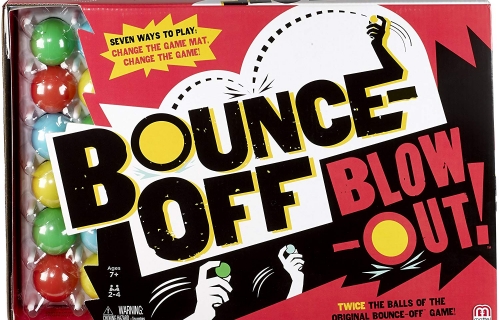 SEVEN WAYS TO PLAY:
CHANGE THE GAME MAT,
CHANGE THE GAME!
BOUNCE-
OFF
BLOW
-OUT!
Ages
7+
2-4
WARNING:
TWICE THE BALLS OF THE
ORIGINAL BOUNCE-OFF™ GAME!